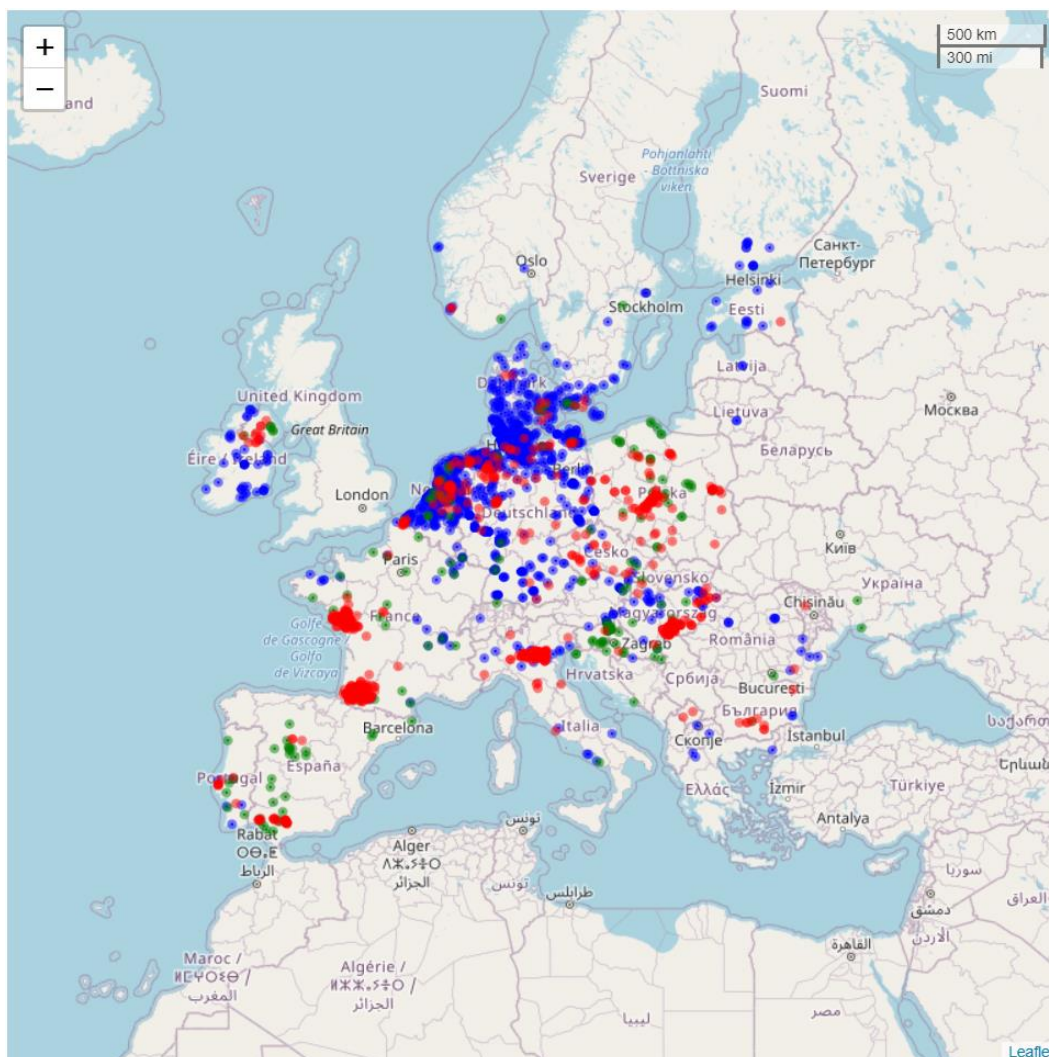 +
−
500 km
300 mi
Suomi
land
Pohjanlahti
- Bottniska
viken
Sverige
Санкт-
Петербург
Oslo
Helsinki
Stockholm
Eesti
Latvija
Lietuva
Москва
United Kingdom
Great Britain
Éire / Ireland
Беларусь
London
Deutschland
Polska
Київ
Україна
Paris
Česko
Slovensko
France
Magyarország
Chișinău
România
Golfe
de Gascogne
Golfo
de Vizcaya
Zagreb
Hrvatska
Србија
București
България
Barcelona
Italia
Скопје
İstanbul
Portugal
España
Ελλάς
İzmir
Türkiye
Antalya
Rabat
ⵔⴱⴰⵟ
الرباط
Alger
الجزائر
تونس
تونس
طرابلس
سوريا
دمشق
الأردن
العراق
القاهرة
Maroc /
المغرب
Algérie /
الجزائر
ليبيا
مصر
Leafle